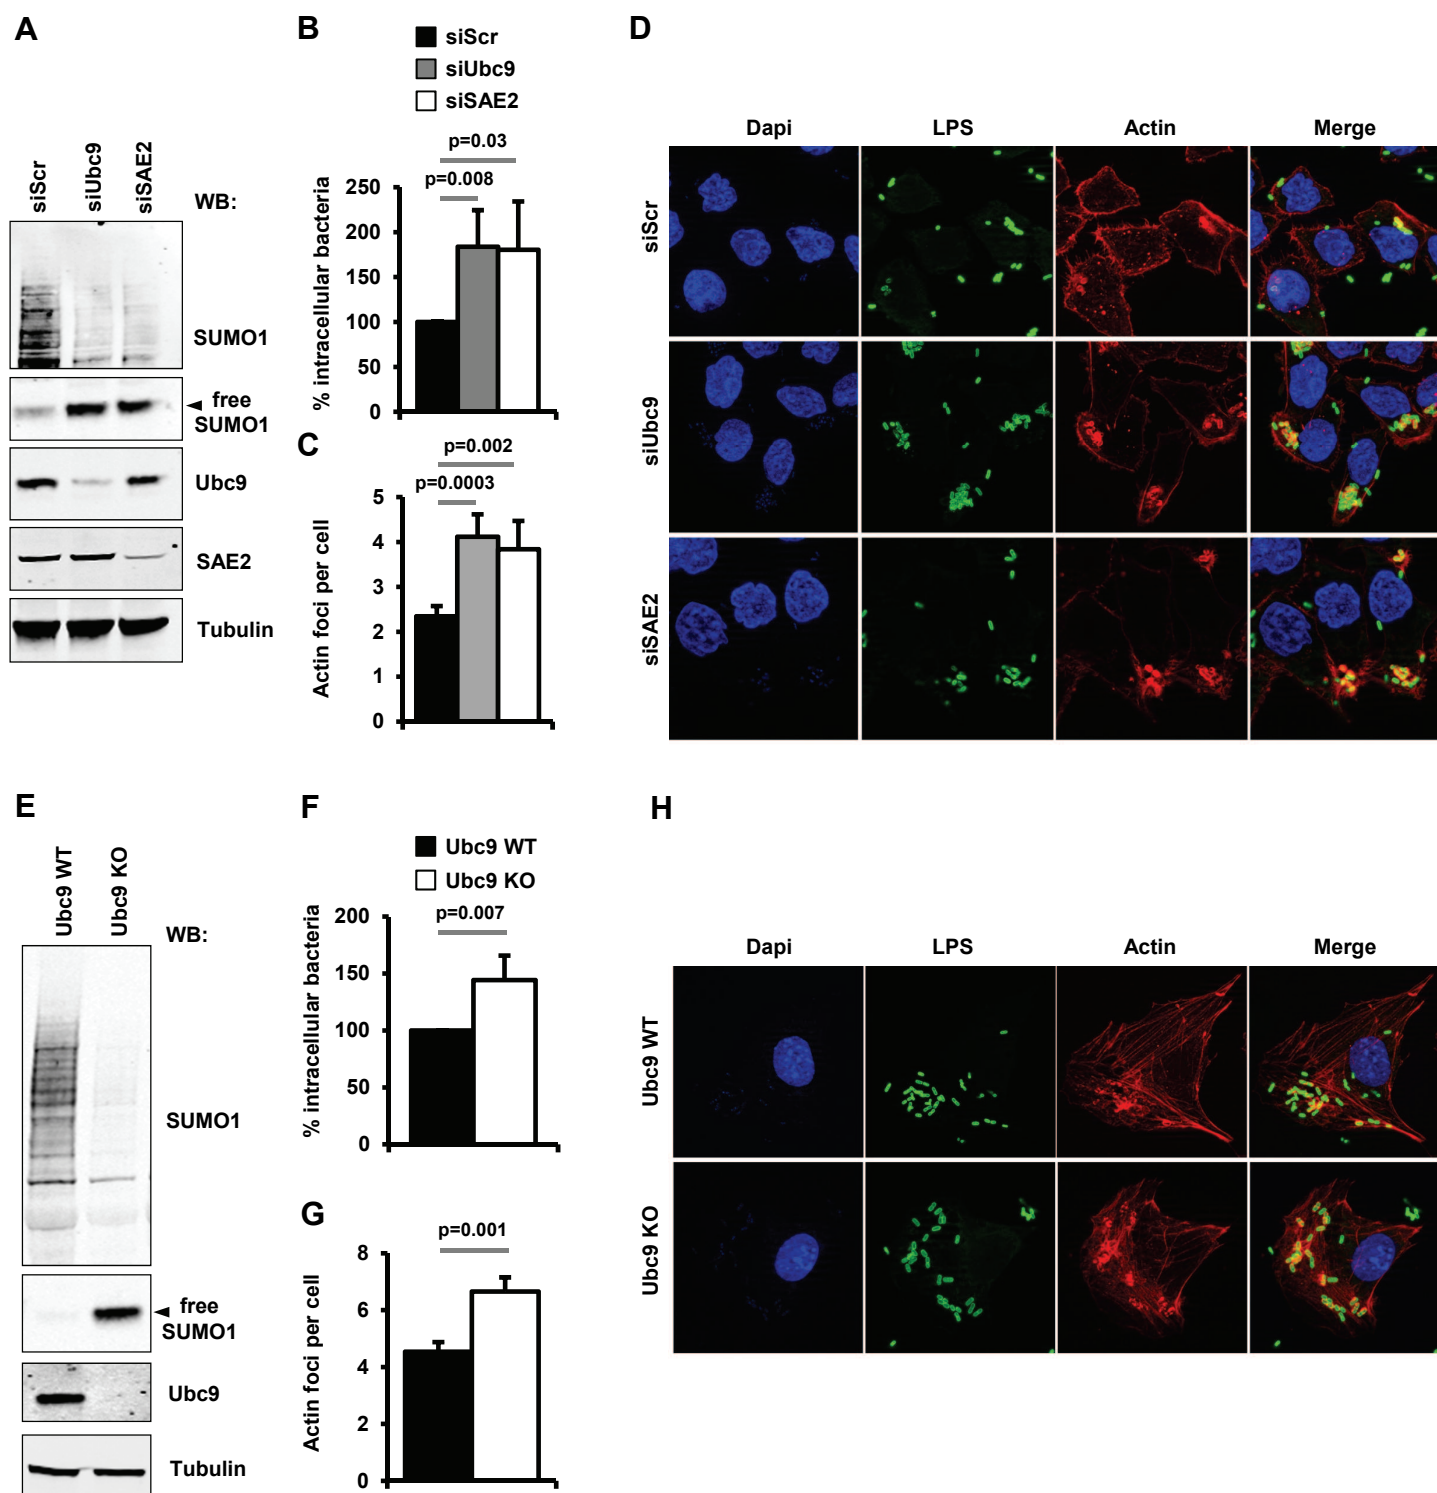 A
siScr
siUbc9
siSAE2
WB:
SUMO1
free
SUMO1
Ubc9
SAE2
Tubulin
B
siScr
siUbc9
siSAE2
p=0.03
p=0.008
% intracellular bacteria
250
200
150
100
50
0
C
p=0.002
p=0.0003
Actin foci per cell
5
4
3
2
1
0
D
Dapi LPS Actin Merge
siScr
siUbc9
siSAE2
E
Ubc9 WT
Ubc9 KO
WB:
SUMO1
free
SUMO1
Ubc9
Tubulin
F
Ubc9 WT
Ubc9 KO
p=0.007
% intracellular bacteria
200
150
100
50
0
G
p=0.001
Actin foci per cell
8
6
4
2
0
H
Dapi LPS Actin Merge
Ubc9 WT
Ubc9 KO